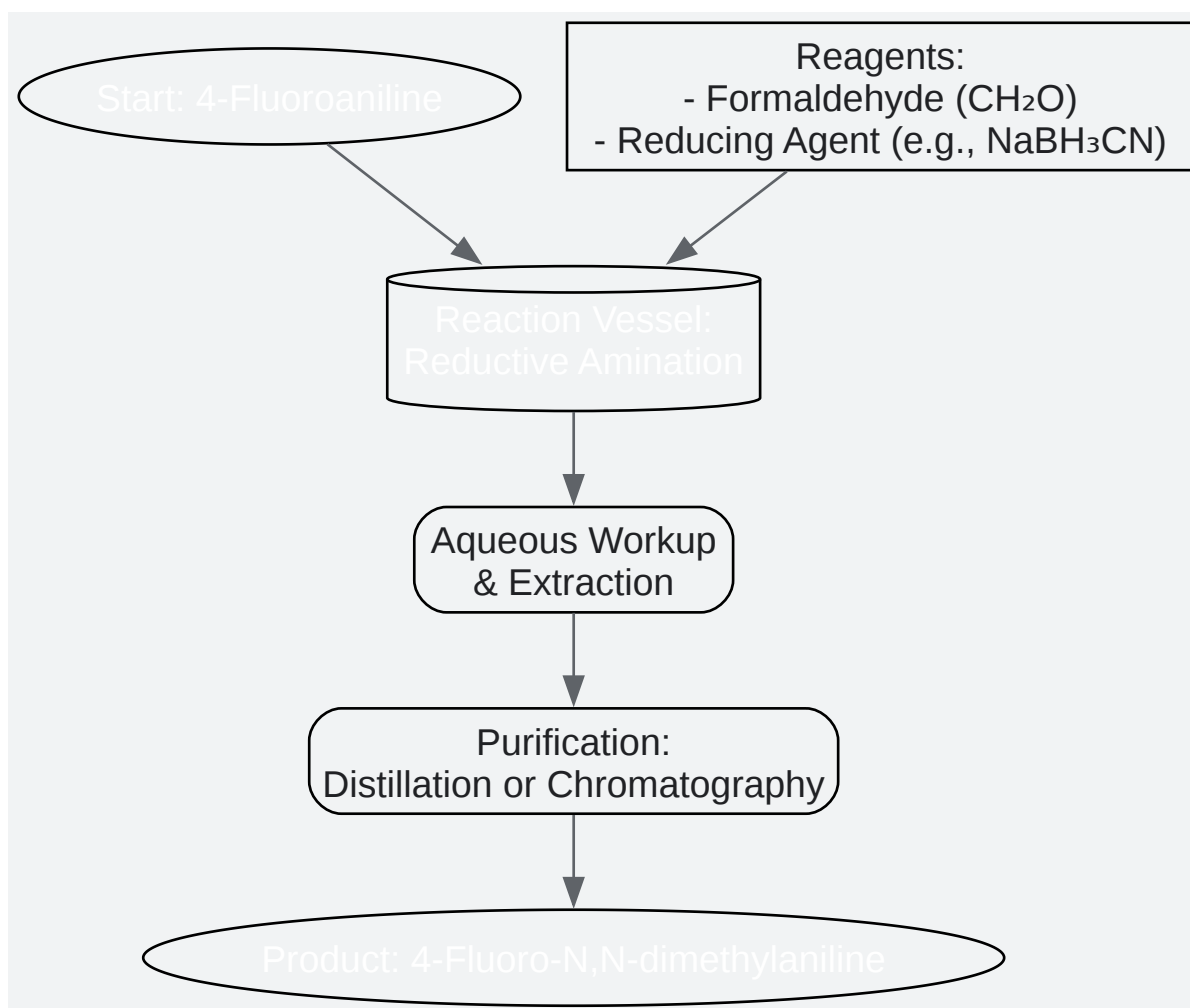 Start: 4-Fluoroaniline
Reagents:
- Formaldehyde (CH₂O)
- Reducing Agent (e.g., NaBH₃CN)
Reaction Vessel:
Reductive Amination
Aqueous Workup
& Extraction
Purification:
Distillation or Chromatography
Product: 4-Fluoro-N,N-dimethylaniline